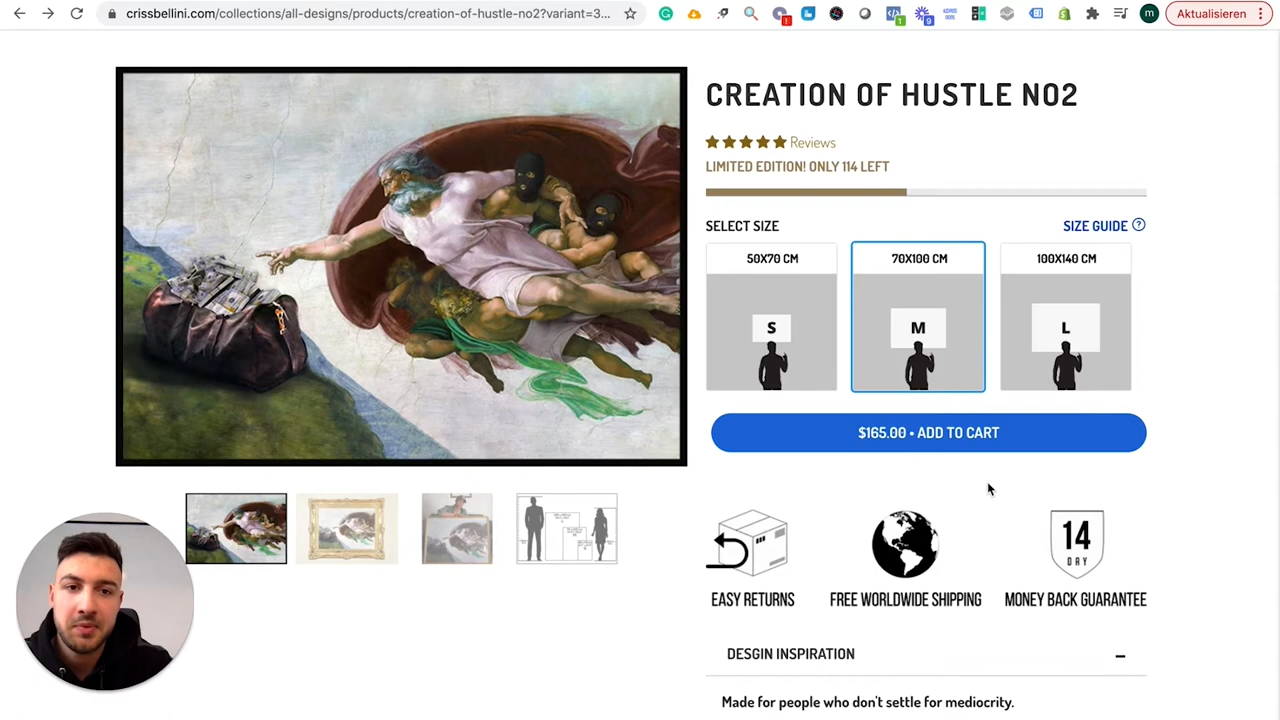 crissbellini.com/collections/all-designs/products/creation-of-hustle-no2?variant=3...
1
9
m
Aktualisieren
CREATION OF HUSTLE NO2
Reviews
LIMITED EDITION! ONLY 114 LEFT
SELECT SIZE
SIZE GUIDE ?
50X70 CM
70X100 CM
100X140 CM
S
M
L
$165.00 • ADD TO CART
14
DAY
EASY RETURNS
FREE WORLDWIDE SHIPPING
MONEY BACK GUARANTEE
DESGIN INSPIRATION
Made for people who don't settle for mediocrity.